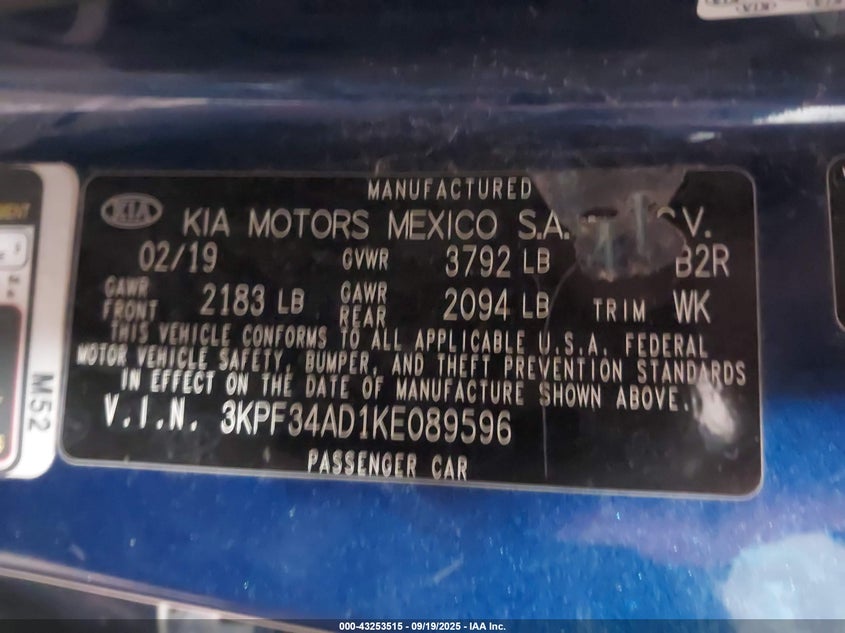 MANUFACTURED
KIA KIA MOTORS MEXICO S.A. V.
02/19 GVWR 3792 LB B2R
GAWR FRONT 2183 LB GAWR REAR 2094 LB TRIM WK
THIS VEHICLE CONFORMS TO ALL APPLICABLE U.S.A. FEDERAL
MOTOR VEHICLE SAFETY, BUMPER, AND THEFT PREVENTION STANDARDS
IN EFFECT ON THE DATE OF MANUFACTURE SHOWN ABOVE.
V.I.N. 3KPF34AD1KE089596
PASSENGER CAR
M52
000-43253515 - 09/19/2025 - IAA Inc.